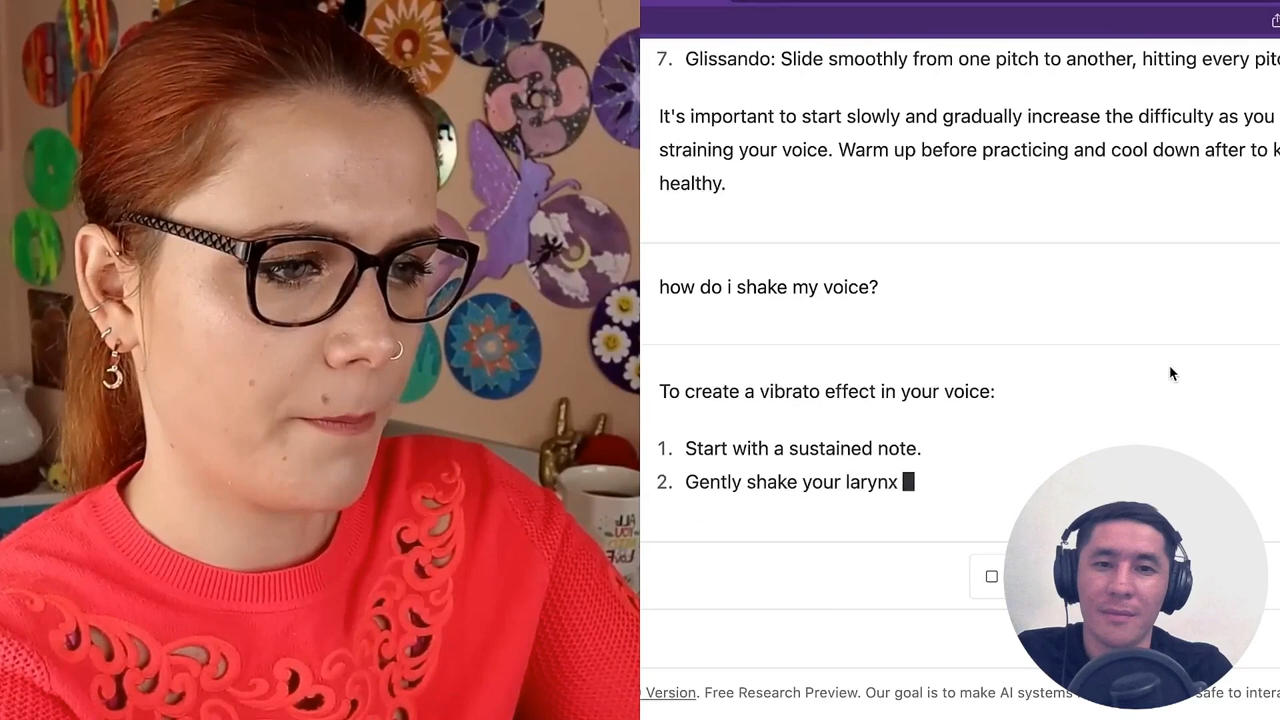 7. Glissando: Slide smoothly from one pitch to another, hitting every
It's important to start slowly and gradually increase the difficulty as you
straining your voice. Warm up before practicing and cool down after to
healthy.
how do i shake my voice?
To create a vibrato effect in your voice:
1. Start with a sustained note.
2. Gently shake your larynx
Version. Free Research Preview. Our goal is to make AI systems
safe to